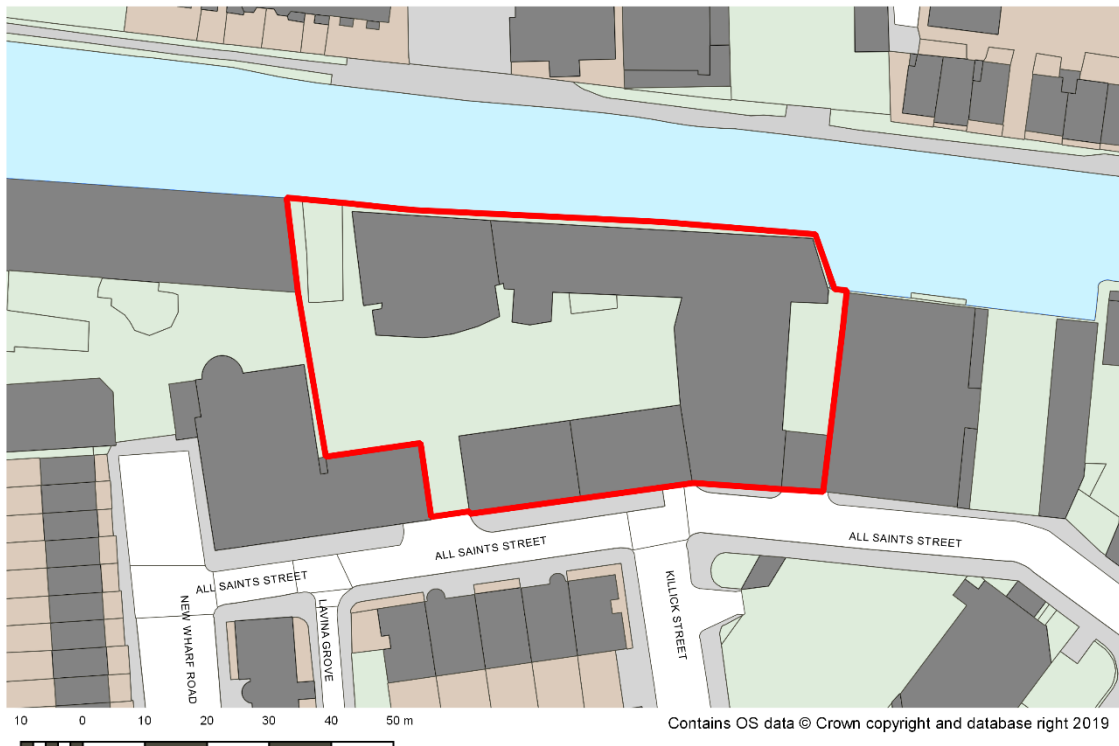 ALL SAINTS STREET
ALL SAINTS STREET
ALL SAINTS STREET
NEW WHARF ROAD
LAVINA GROVE
KILLICK STREET
10 0 10 20 30 40 50 m
Contains OS data © Crown copyright and database right 2019